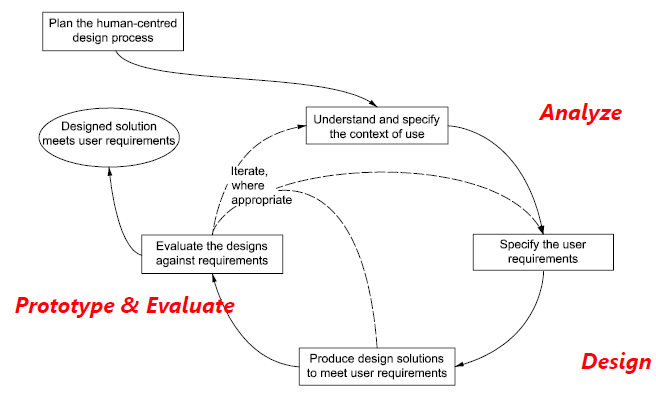 Plan the human-centred
design process
Understand and specify
the context of use
Analyze
Designed solution
meets user requirements
Iterate,
where
appropriate
Evaluate the designs
against requirements
Specify the user
requirements
Prototype & Evaluate
Produce design solutions
to meet user requirements
Design